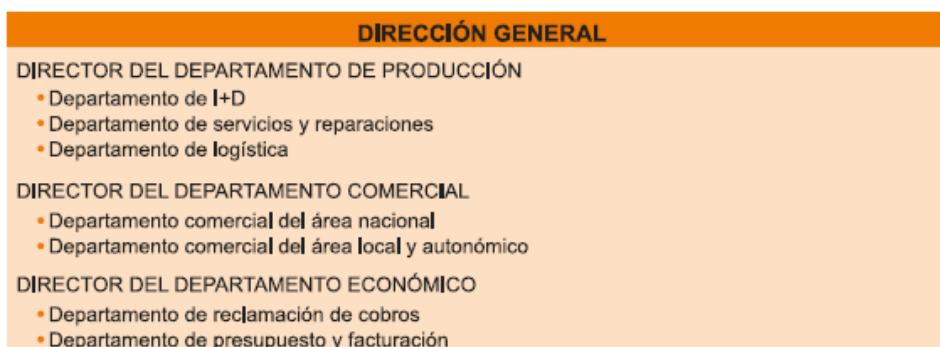 DIRECCIÓN GENERAL
DIRECTOR DEL DEPARTAMENTO DE PRODUCCIÓN
• Departamento de I+D
• Departamento de servicios y reparaciones
• Departamento de logística
DIRECTOR DEL DEPARTAMENTO COMERCIAL
• Departamento comercial del área nacional
• Departamento comercial del área local y autonómico
DIRECTOR DEL DEPARTAMENTO ECONÓMICO
• Departamento de reclamación de cobros
• Departamento de presupuesto y facturación